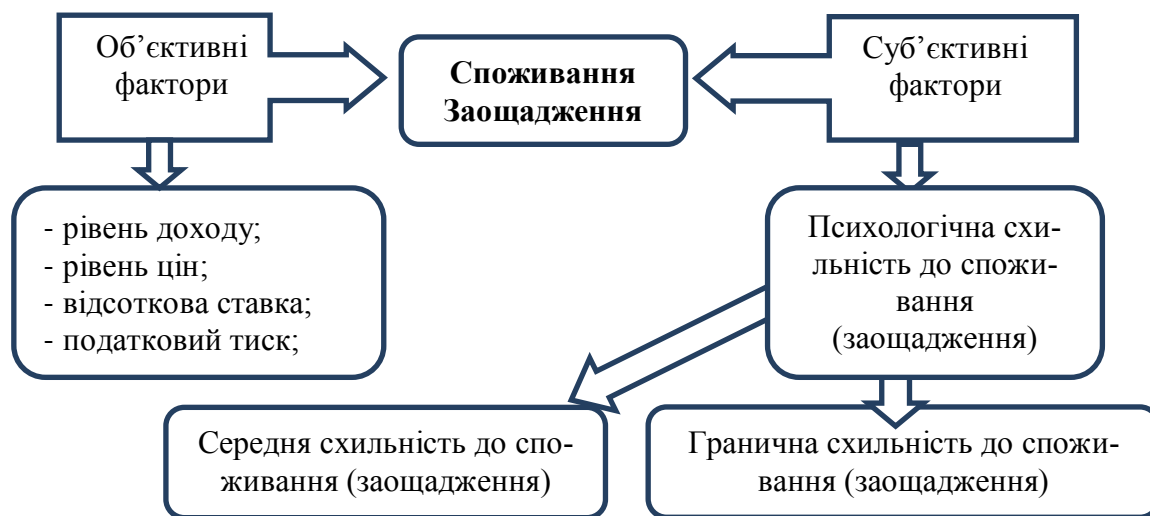 Об’єктивні
фактори
Споживання
Заощадження
Суб’єктивні
фактори
- рівень доходу;
- рівень цін;
- відсоткова ставка;
- податковий тиск;
Психологічна схи-
льність до спожи-
вання
(заощадження)
Середня схильність до спо-
живання (заощадження)
Гранична схильність до спожи-
вання (заощадження)